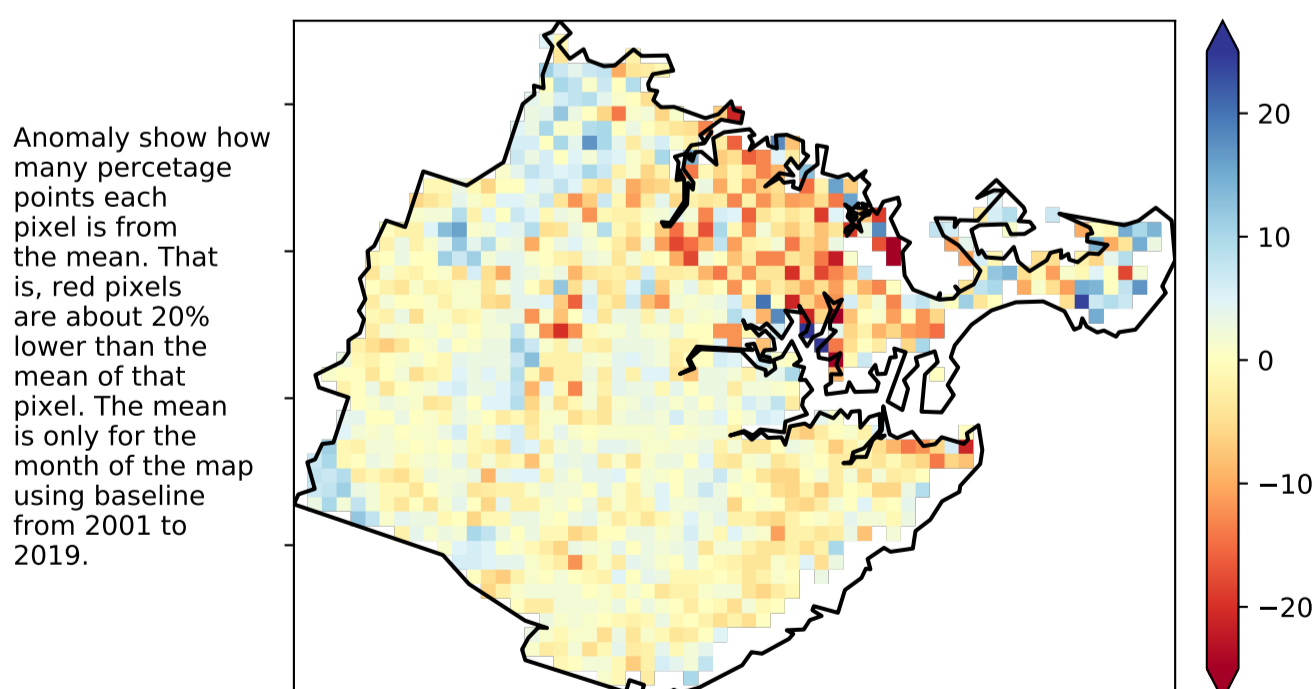 Anomaly show how
many percetage
points each
pixel is from
the mean. That
is, red pixels
are about 20%
lower than the
mean of that
pixel. The mean
is only for the
month of the map
using baseline
from 2001 to
2019.
20
10
0
−10
−20